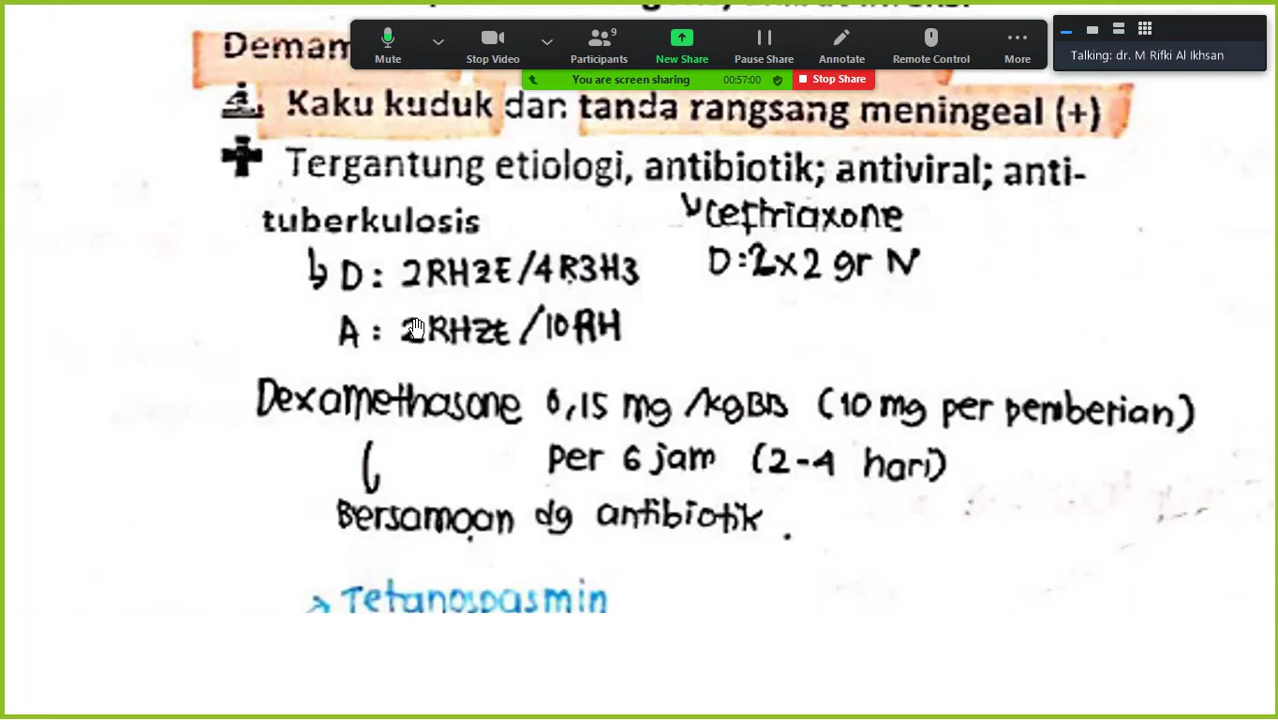 Demam
Mute
Stop Video
Participants
9
New Share
Pause Share
Annotate
Remote Control
More
Talking: dr. M Rifki Al Ikhsan
You are screen sharing
00:57:00
Stop Share
Kaku kuduk dan tanda rangsang meningeal (+)
Tergantung etiologi, antibiotik; antiviral; anti-
tuberkulosis
ceftriaxone
D: 2RHZE/4R3H3
D: 2x2 gr IV
A: 2RHZE/10RH
Dexamethasone 0,15 mg/kgBB (10 mg per pemberian)
per 6 jam (2-4 hari)
Bersamaan dg antibiotik.
Tetanospasmin